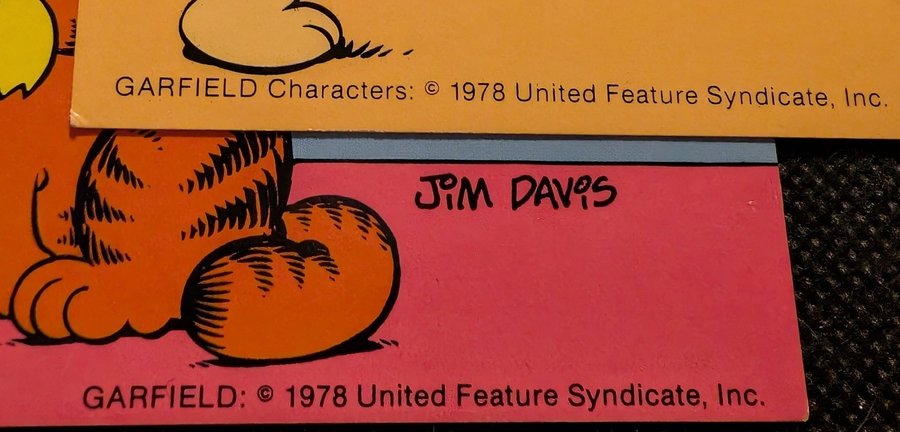 GARFIELD Characters: © 1978 United Feature Syndicate, Inc.
JiM DAViS
GARFIELD: © 1978 United Feature Syndicate, Inc.